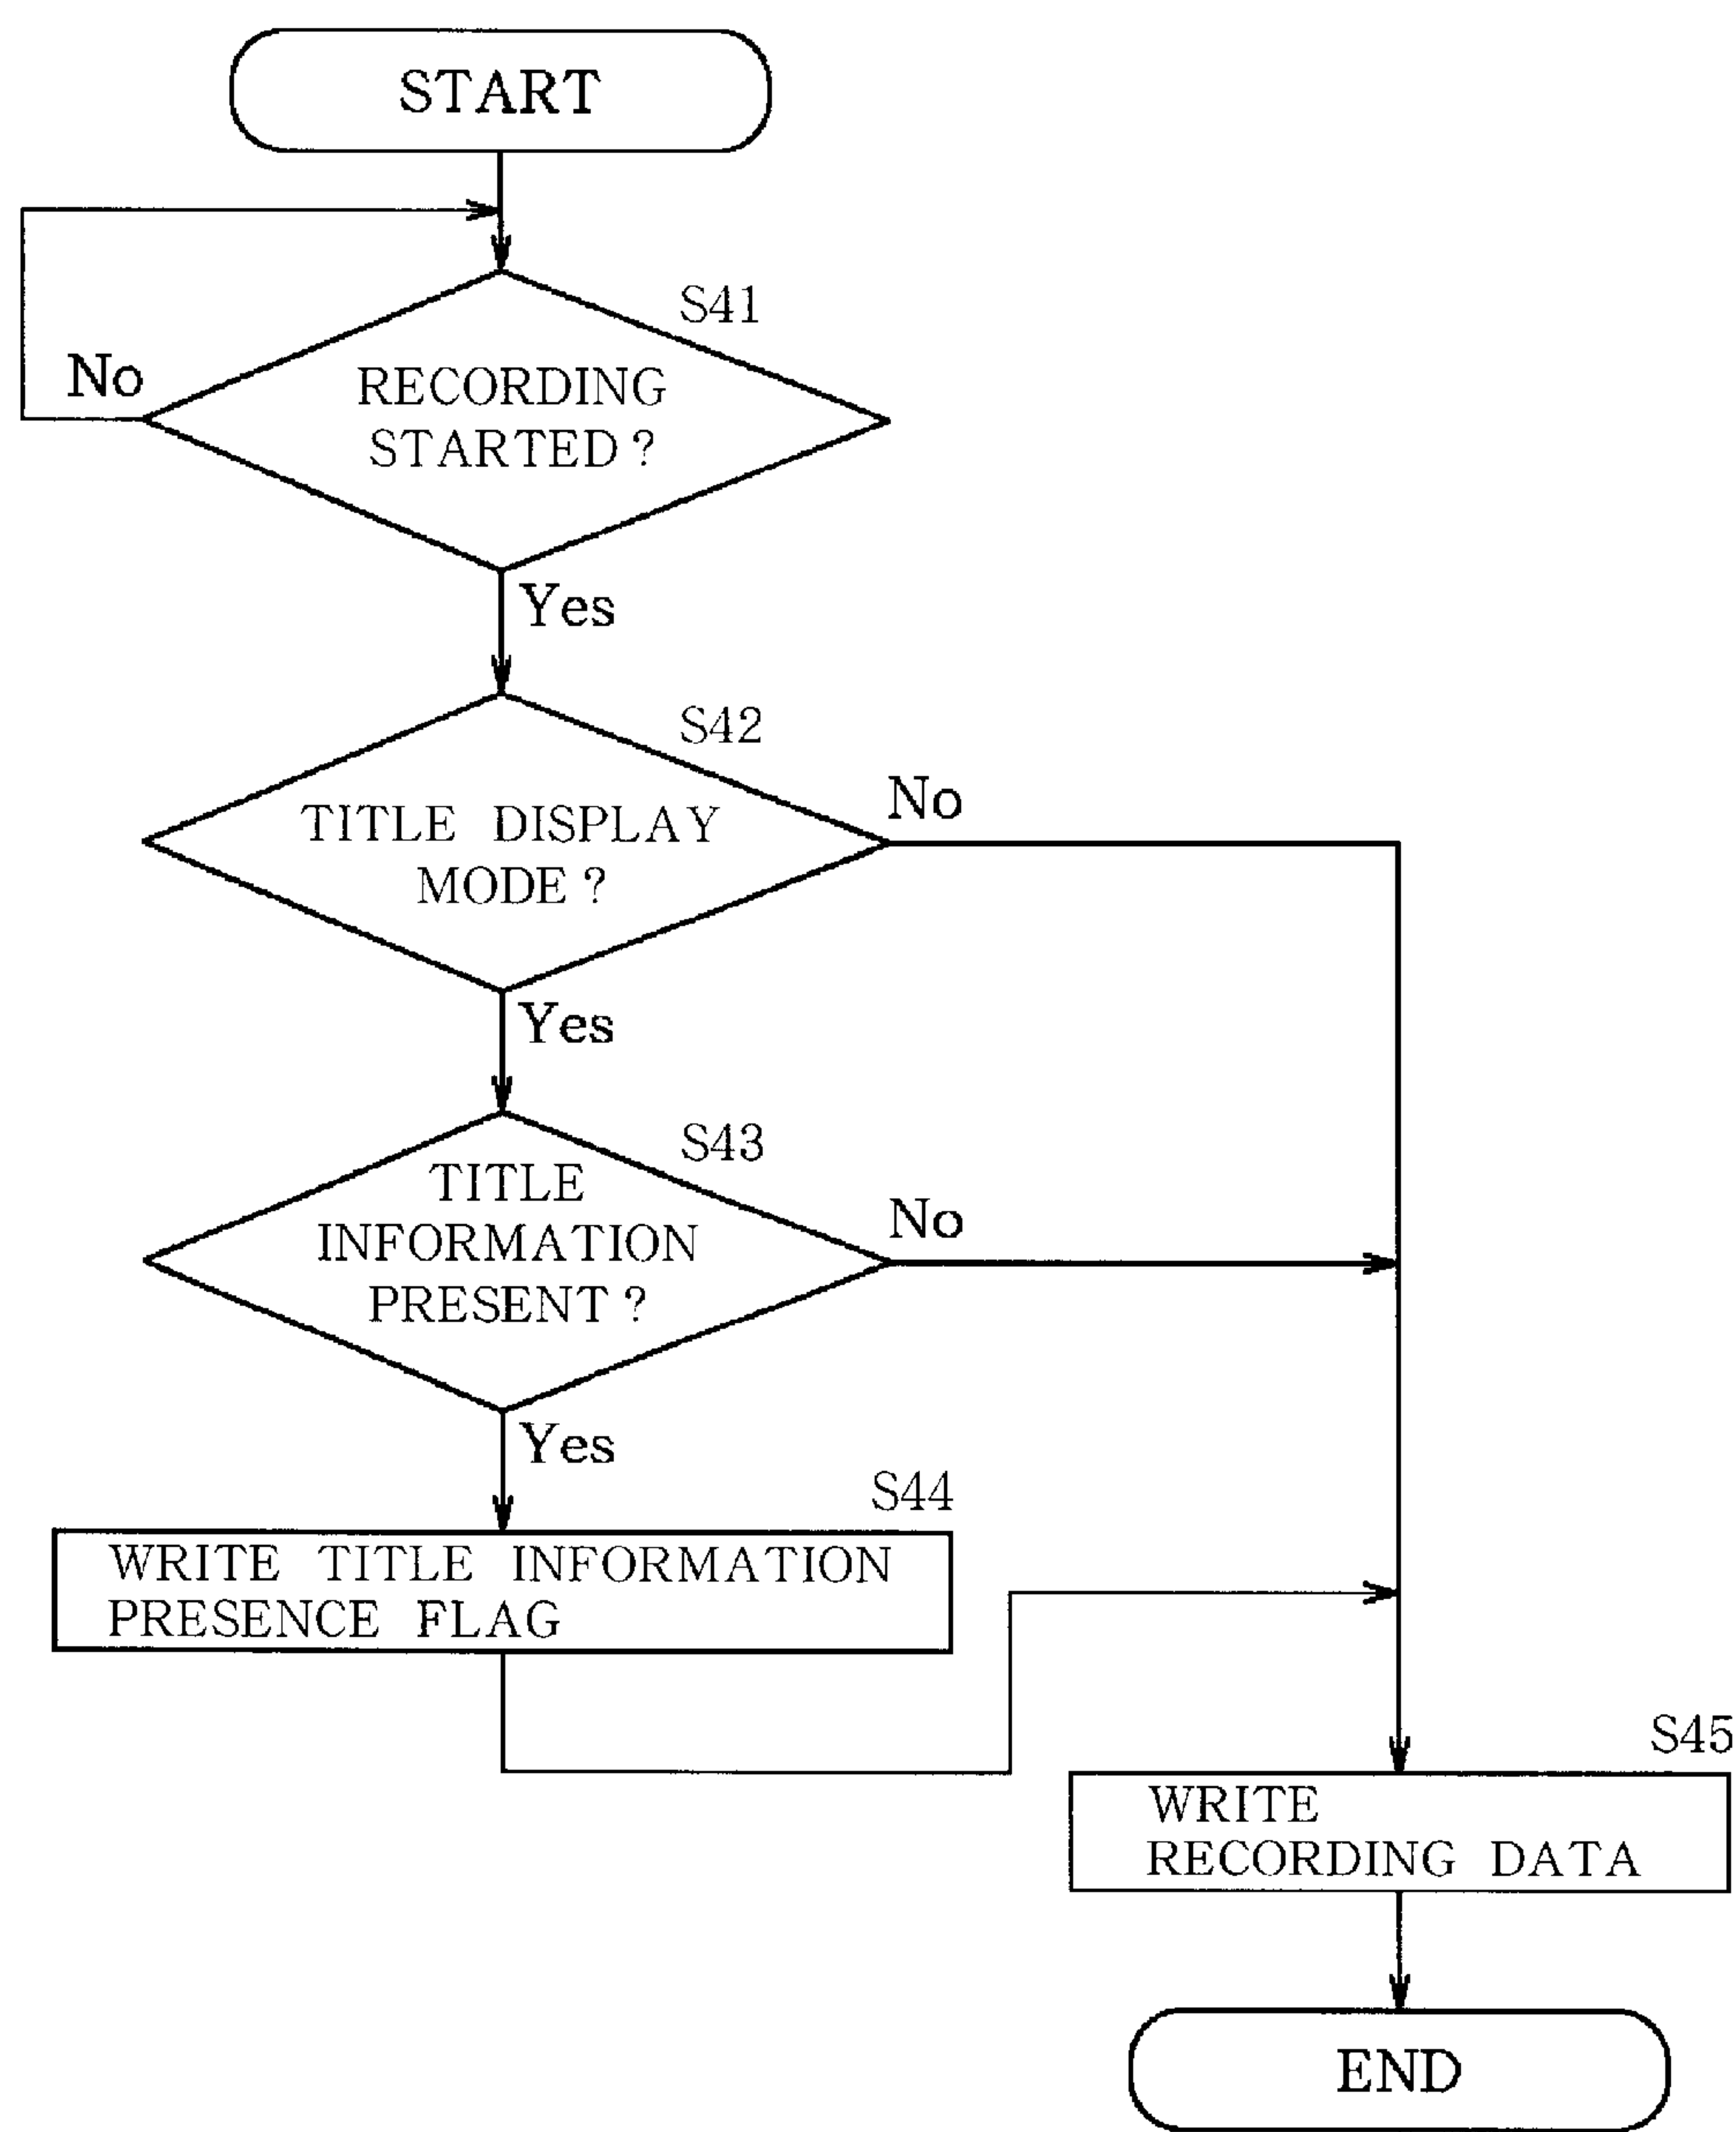 START
S41
No
RECORDING
STARTED?
Yes
S42
No
TITLE DISPLAY
MODE?
Yes
S43
TITLE
No
INFORMATION
PRESENT?
Yes
S44
WRITE TITLE INFORMATION
PRESENCE FLAG
S45
WRITE
RECORDING DATA
END